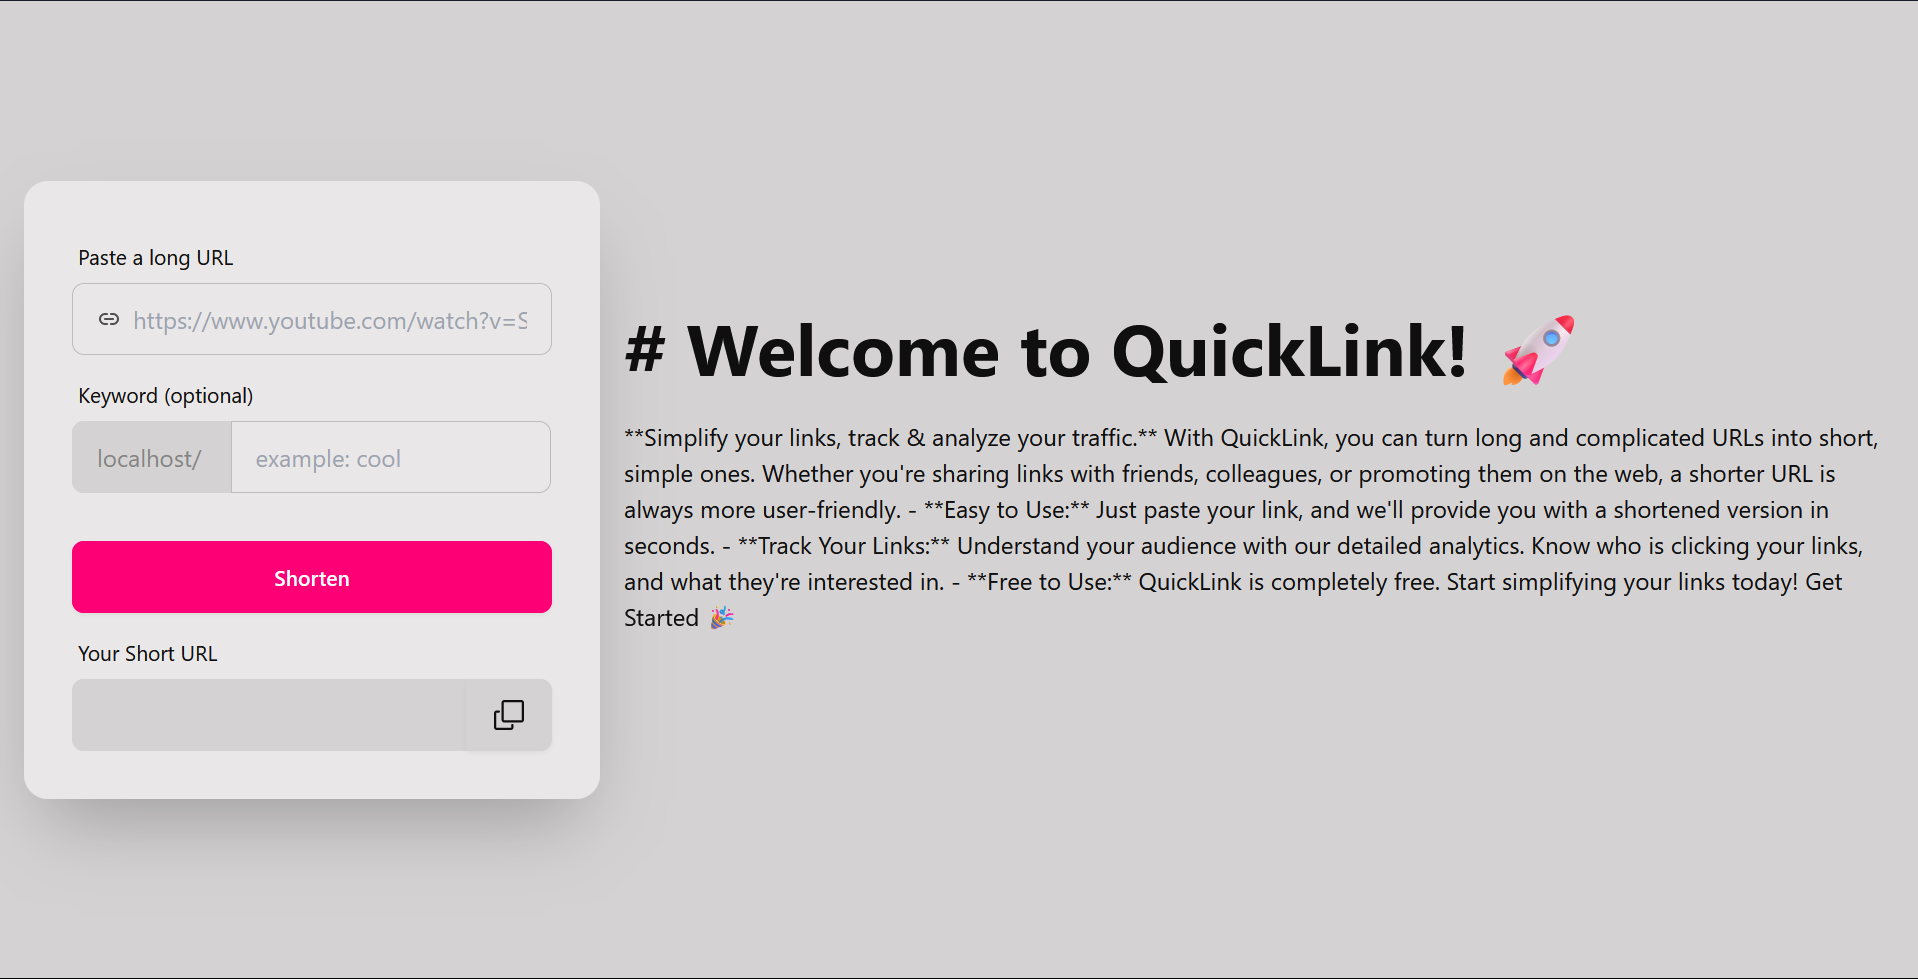 Paste a long URL
https://www.youtube.com/watch?v=S
Keyword (optional)
localhost/ example: cool
Shorten
Your Short URL
# Welcome to QuickLink! 🚀
**Simplify your links, track & analyze your traffic.** With QuickLink, you can turn long and complicated URLs into short,
simple ones. Whether you're sharing links with friends, colleagues, or promoting them on the web, a shorter URL is
always more user-friendly. - **Easy to Use:** Just paste your link, and we'll provide you with a shortened version in
seconds. - **Track Your Links:** Understand your audience with our detailed analytics. Know who is clicking your links,
and what they're interested in. - **Free to Use:** QuickLink is completely free. Start simplifying your links today! Get
Started 🎉